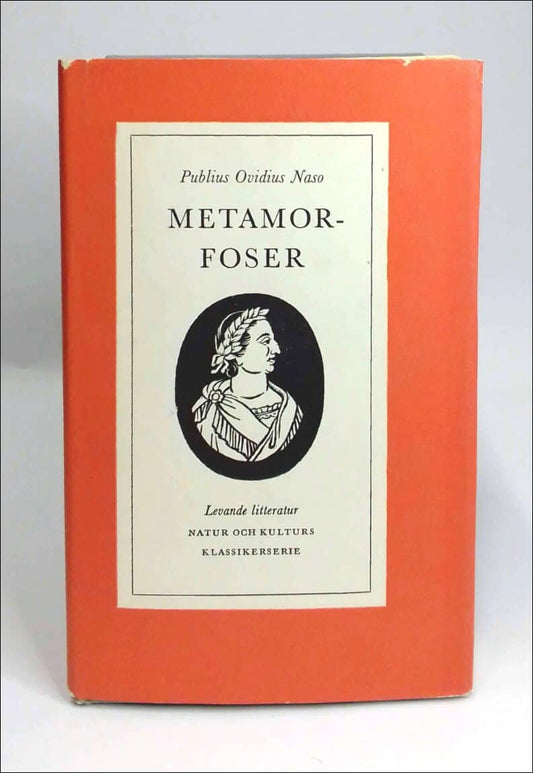 Publius Ovidius Naso
METAMOR-
FOSER
Levande litteratur
NATUR OCH KULTURS
KLASSIKERSERIE